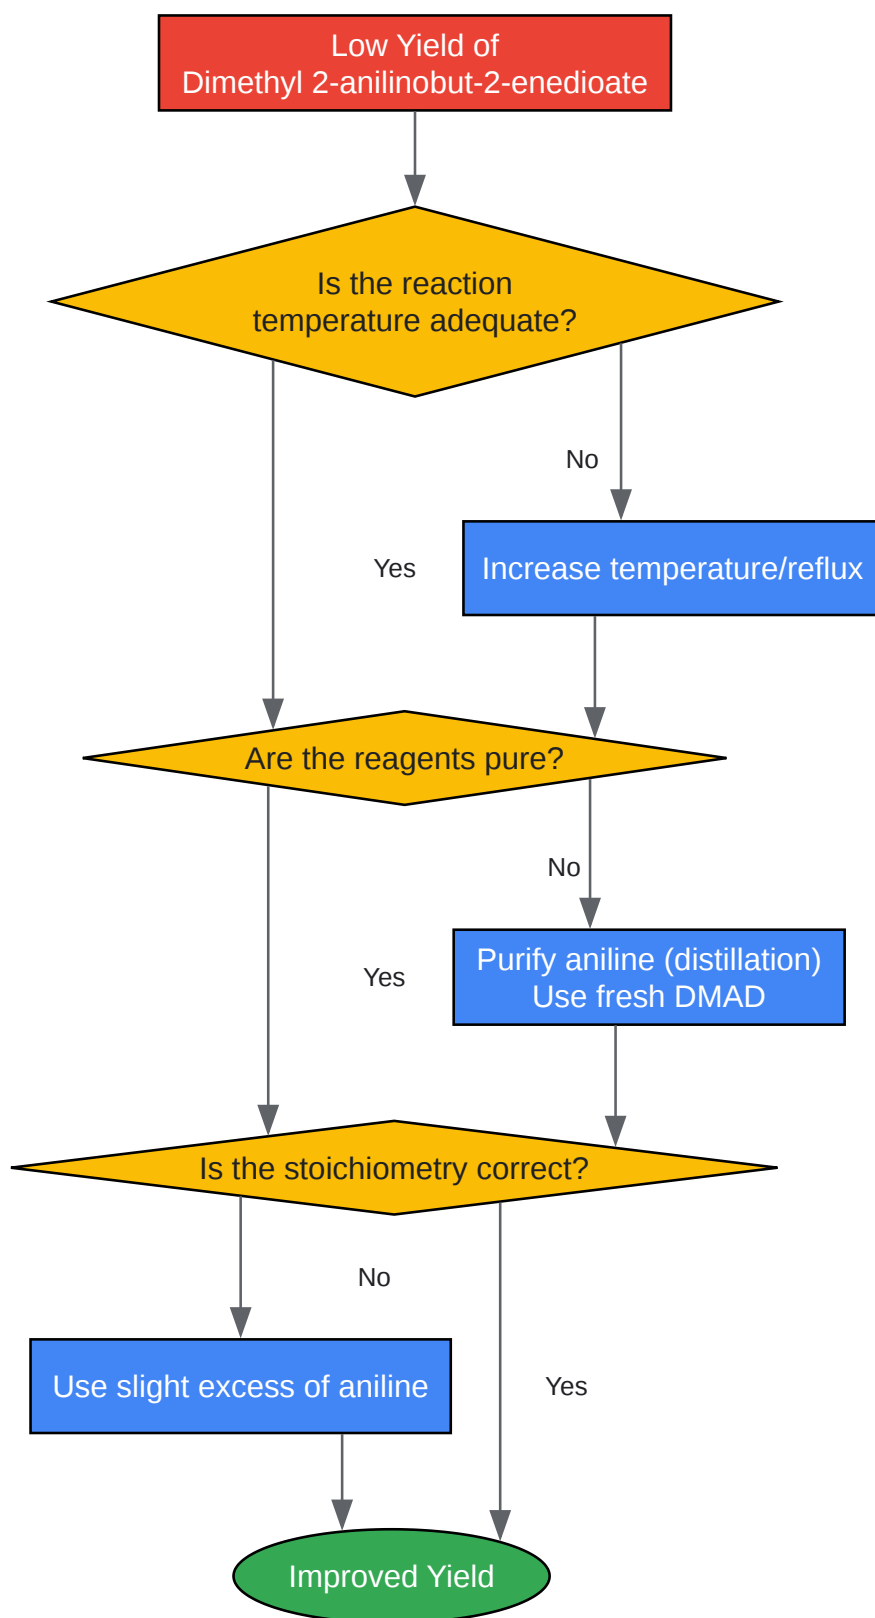 Low Yield of
Dimethyl 2-anilinobut-2-enedioate
Is the reaction
temperature adequate?
No
Yes
Increase temperature/reflux
Are the reagents pure?
No
Yes
Purify aniline (distillation)
Use fresh DMAD
Is the stoichiometry correct?
No
Use slight excess of aniline
Yes
Improved Yield